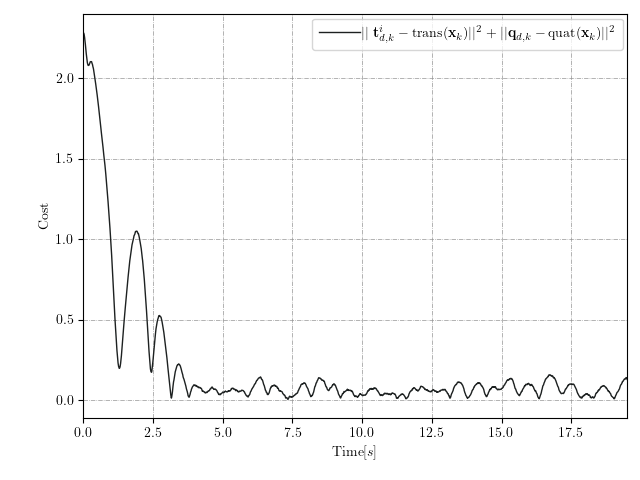 || t^i_{d,k} − trans(x_k)||² + ||q_{d,k} − quat(x_k)||²
2.0
1.5
1.0
0.5
0.0
Cost
0.0 2.5 5.0 7.5 10.0 12.5 15.0 17.5
Time[s]